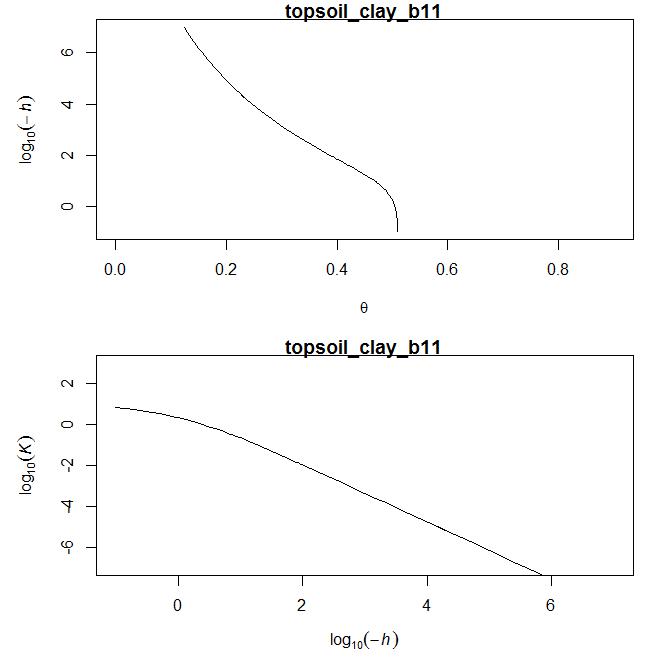 topsoil_clay_b11
log10(− h)
6
4
2
0
0.0 0.2 0.4 0.6 0.8
θ
topsoil_clay_b11
log10(K)
2
0
-2
-4
-6
0 2 4 6
log10(−h)